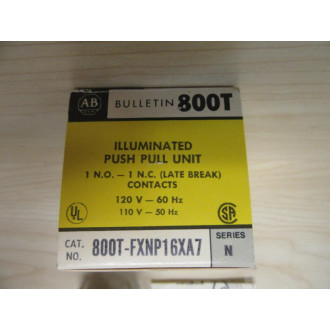 AB
BULLETIN 800T
ILLUMINATED
PUSH PULL UNIT
1 N.O. – 1 N.C. (LATE BREAK)
CONTACTS
120 V – 60 Hz
110 V – 50 Hz
UL
SA
CAT. NO. 800T-FXNP16XA7
SERIES N